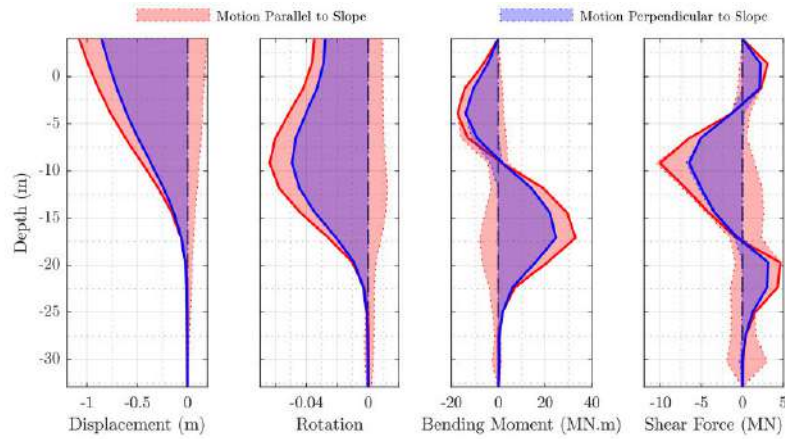 Motion Parallel to Slope Motion Perpendicular to Slope
0
-5
-10
-15
-20
-25
-30
Depth (m)
-1 -0.5 0
-0.04 0
-20 0 20 40
-10 -5 0 5
Displacement (m) Rotation Bending Moment (MN.m) Shear Force (MN)